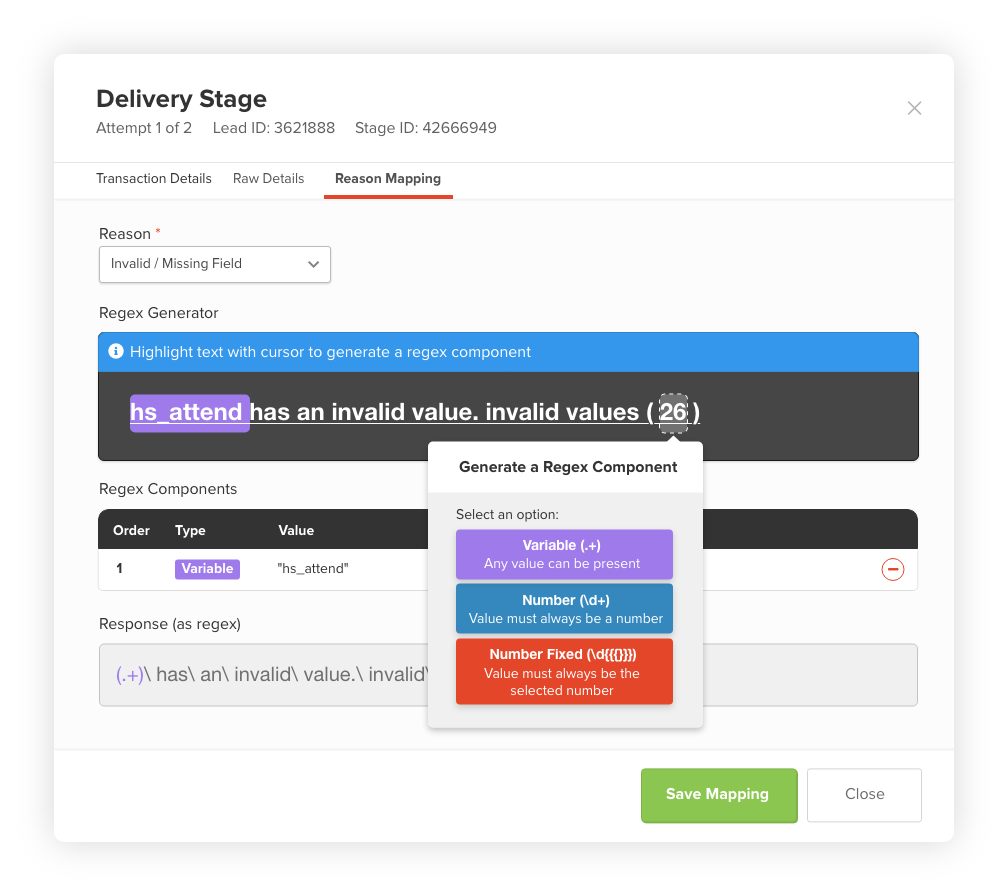 Delivery Stage
Attempt 1 of 2 Lead ID: 3621888 Stage ID: 42666949
Transaction Details Raw Details Reason Mapping
Reason *
Invalid / Missing Field
Regex Generator
Highlight text with cursor to generate a regex component
hs_attend has an invalid value. invalid values ( 26 )
Generate a Regex Component
Select an option:
Variable (.+)
Any value can be present
Number (\d+)
Value must always be a number
Number Fixed (\d{{{}}})
Value must always be the
selected number
Regex Components
Order Type Value
1 Variable "hs_attend"
Response (as regex)
(.+)\ has\ an\ invalid\ value.\ invalid\
Save Mapping Close